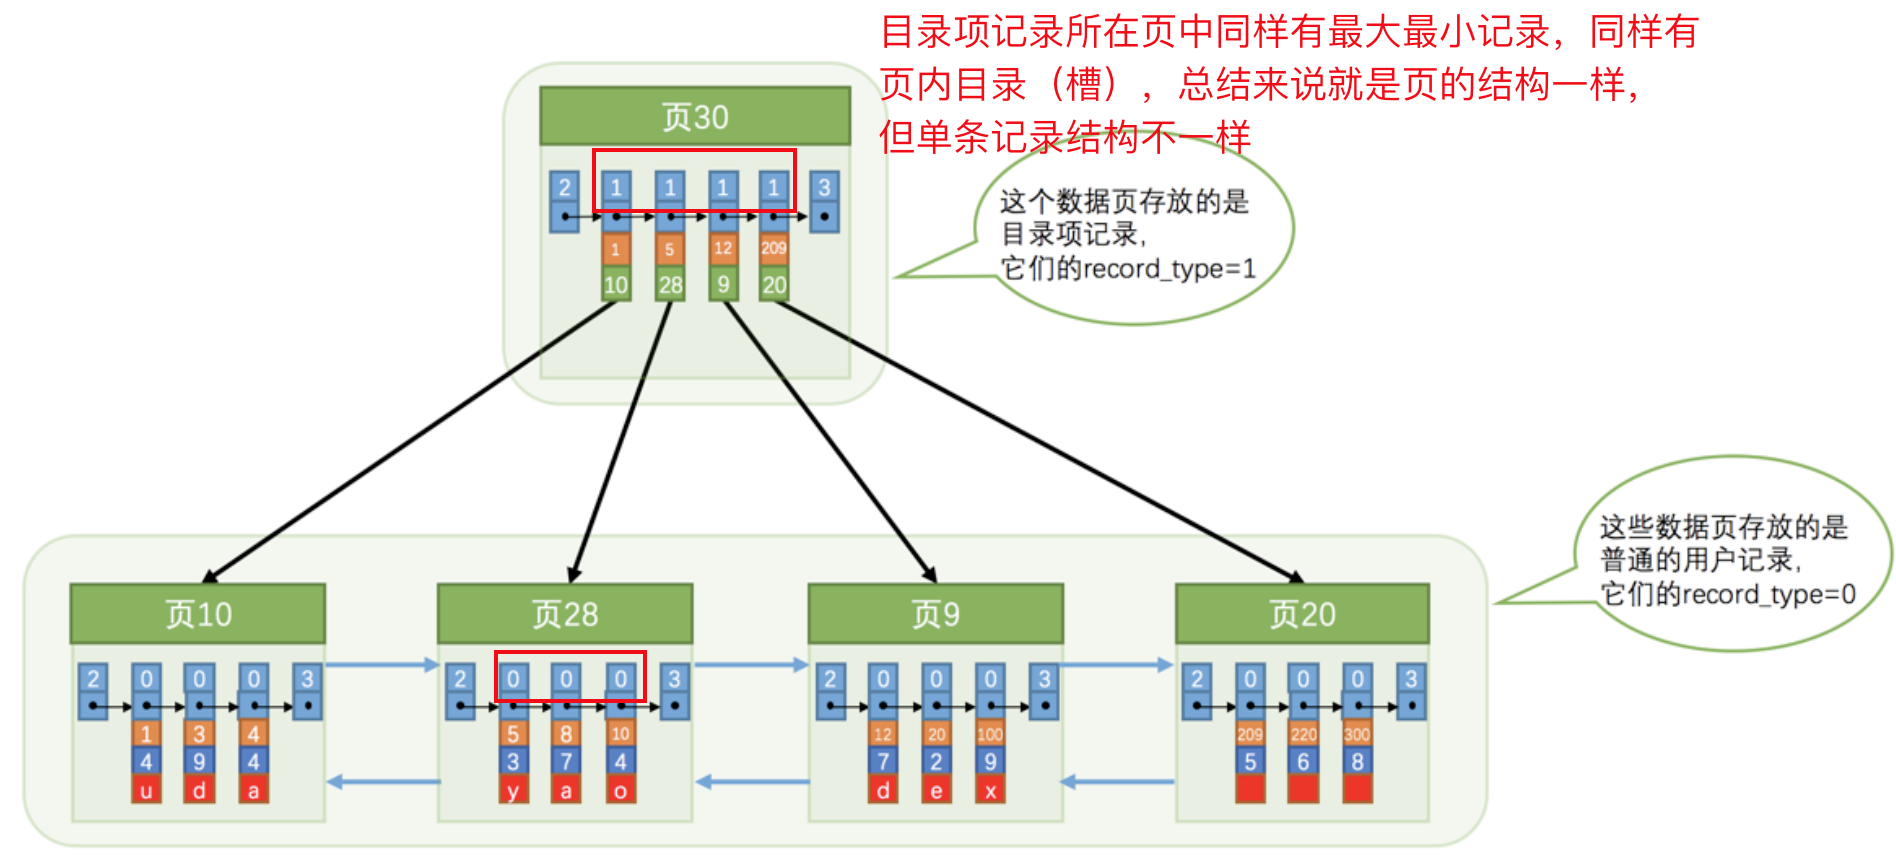 目录项记录所在页中同样有最大最小记录，同样有
页内目录（槽），总结来说就是页的结构一样，
但单条记录结构不一样
页30
2 1 1 1 1 3
1 5 12 209
10 28 9 20
这个数据页存放的是
目录项记录,
它们的record_type=1
这些数据页存放的是
普通的用户记录,
它们的record_type=0
页10
2 0 0 0 3
1 3 4
4 9 4
u d a
页28
2 0 0 0 3
5 8 10
3 7 4
y a o
页9
2 0 0 0 3
12 20 100
7 2 9
d e x
页20
2 0 0 0 3
209 220 300
5 6 8